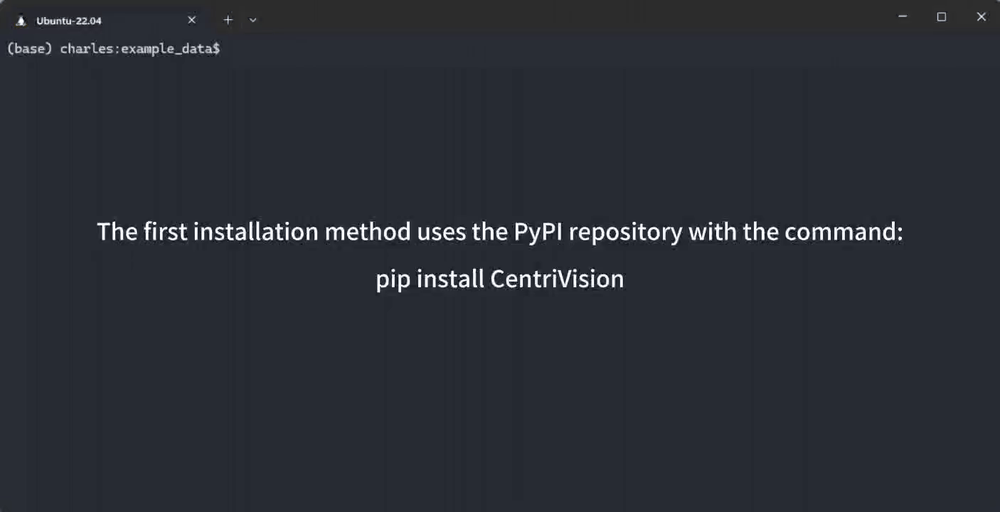 Ubuntu-22.04
(base) charles:example_data$
The first installation method uses the PyPI repository with the command:
pip install CentriVision